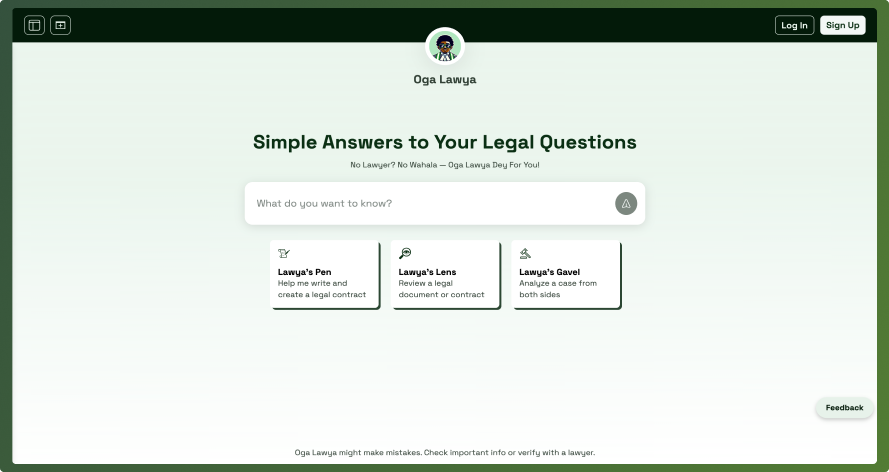 Log In
Sign Up
Oga Lawya
Simple Answers to Your Legal Questions
No Lawyer? No Wahala — Oga Lawya Dey For You!
What do you want to know?
Lawya's Pen
Help me write and
create a legal contract
Lawya's Lens
Review a legal
document or contract
Lawya's Gavel
Analyze a case from
both sides
Feedback
Oga Lawya might make mistakes. Check important info or verify with a lawyer.